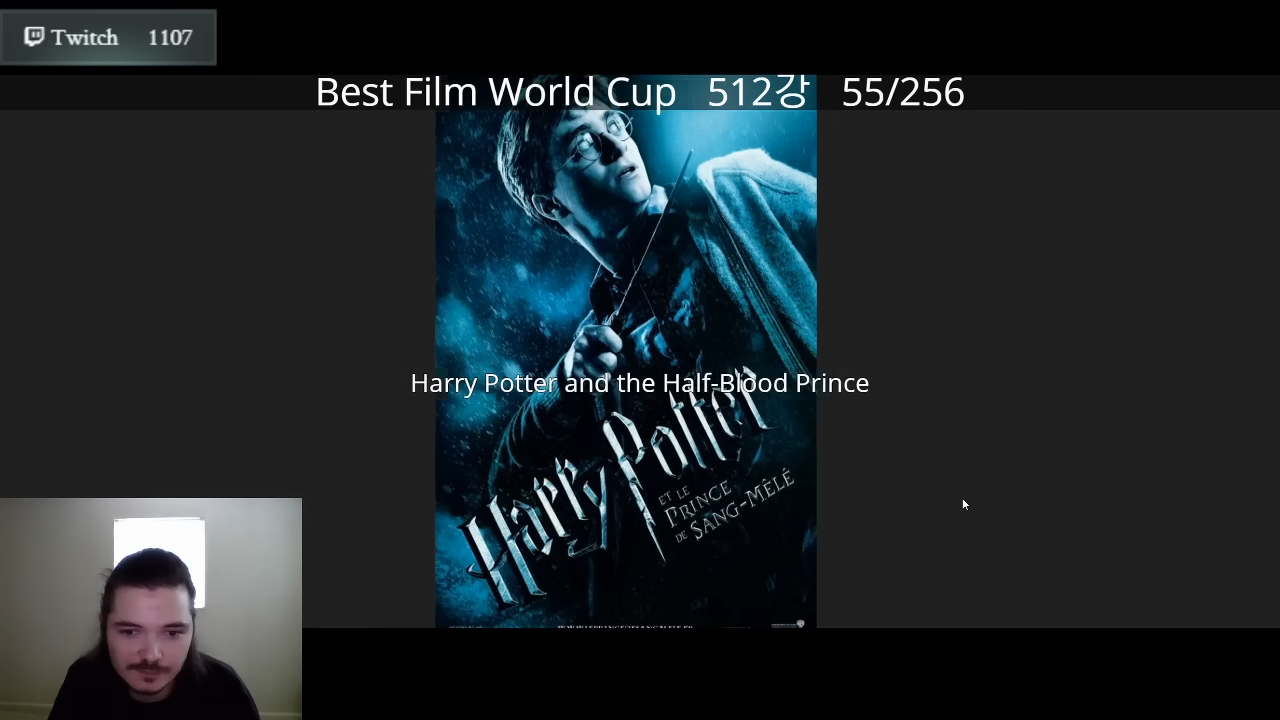 Twitch 1107
Best Film World Cup 512강 55/256
Harry Potter and the Half-Blood Prince
Harry Potter
ET LE
PRINCE
DE SANG-MÊLÉ